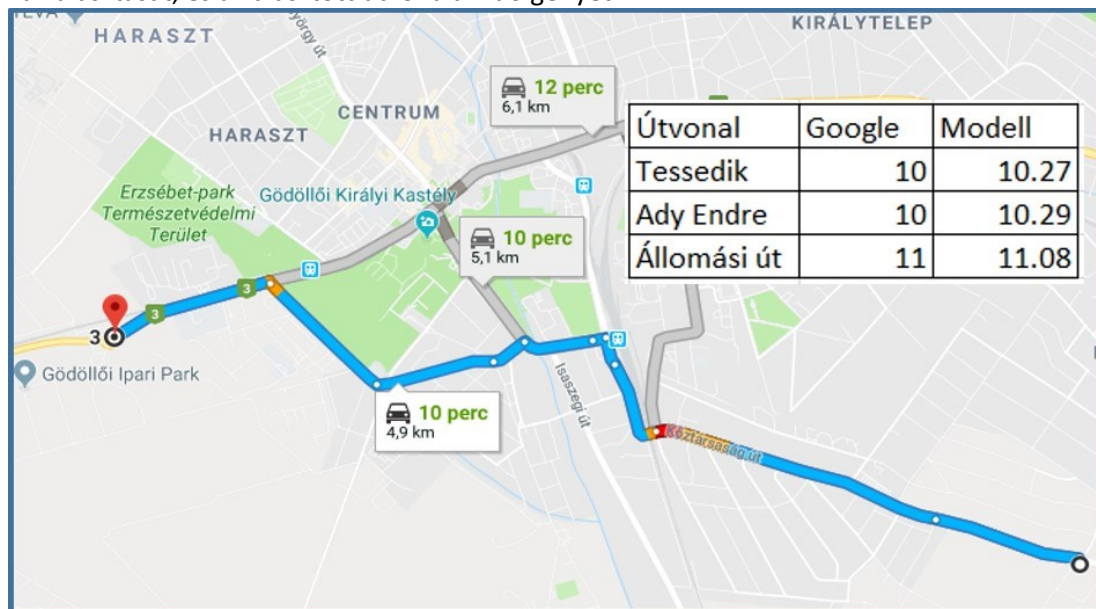 HARASZT
KIRÁLYTELEP
György út
12 perc
6,1 km
CENTRUM
HARASZT
Útvonal Google Modell
Tessedik 10 10.27
Ady Endre 10 10.29
Állomási út 11 11.08
Erzsébet-park
Természetvédelmi
Terület
Gödöllői Királyi Kastély
10 perc
5,1 km
3
3
3
Gödöllői Ipari Park
Isaszegi út
10 perc
4,9 km
Köztársaság út